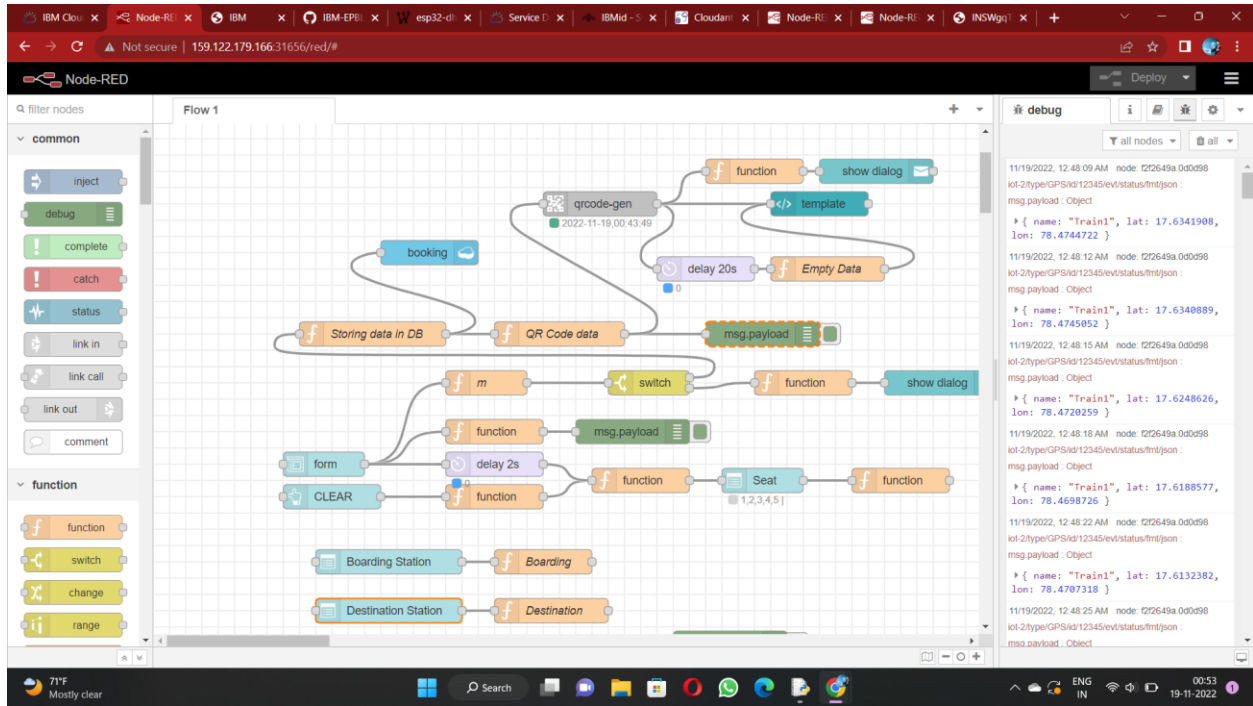 IBM Clou
Node-RE
IBM
IBM-EPBL
esp32-dh
Service D
IBMid - S
Cloudant
Node-RE
Node-RE
INSWgqT
Not secure | 159.122.179.166:31656/red/#
Node-RED
Deploy
filter nodes
Flow 1
debug
all nodes
all
common
inject
debug
complete
catch
status
link in
link call
link out
comment
function
function
switch
change
range
function
show dialog
qrcode-gen
2022-11-19,00:43:49
template
booking
delay 20s
0
Empty Data
Storing data in DB
QR Code data
msg.payload
m
switch
function
show dialog
function
msg.payload
form
delay 2s
0
function
Seat
1,2,3,4,5 |
function
CLEAR
function
Boarding Station
Boarding
Destination Station
Destination
11/19/2022, 12:48:09 AM node: f2f2649a.0d0d98
iot-2/type/GPS/id/12345/evt/status/fmt/json :
msg.payload : Object
{ name: "Train1", lat: 17.6341908,
lon: 78.4744722 }
11/19/2022, 12:48:12 AM node: f2f2649a.0d0d98
iot-2/type/GPS/id/12345/evt/status/fmt/json :
msg.payload : Object
{ name: "Train1", lat: 17.6340889,
lon: 78.4745052 }
11/19/2022, 12:48:15 AM node: f2f2649a.0d0d98
iot-2/type/GPS/id/12345/evt/status/fmt/json :
msg.payload : Object
{ name: "Train1", lat: 17.6248626,
lon: 78.4720259 }
11/19/2022, 12:48:18 AM node: f2f2649a.0d0d98
iot-2/type/GPS/id/12345/evt/status/fmt/json :
msg.payload : Object
{ name: "Train1", lat: 17.6188577,
lon: 78.4698726 }
11/19/2022, 12:48:22 AM node: f2f2649a.0d0d98
iot-2/type/GPS/id/12345/evt/status/fmt/json :
msg.payload : Object
{ name: "Train1", lat: 17.6132382,
lon: 78.4707318 }
11/19/2022, 12:48:25 AM node: f2f2649a.0d0d98
iot-2/type/GPS/id/12345/evt/status/fmt/json :
msg.payload : Object
71°F
Mostly clear
Search
ENG
IN
00:53
19-11-2022
1